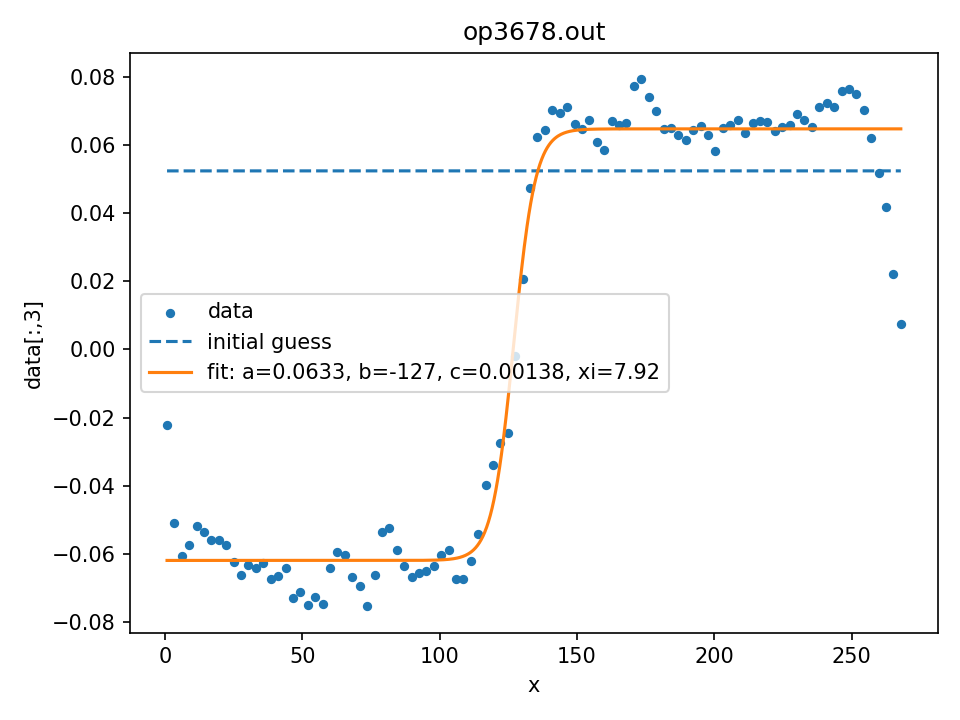 op3678.out
0.08
0.06
0.04
0.02
0.00
−0.02
−0.04
−0.06
−0.08
data[:,3]
data
initial guess
fit: a=0.0633, b=-127, c=0.00138, xi=7.92
0 50 100 150 200 250
x